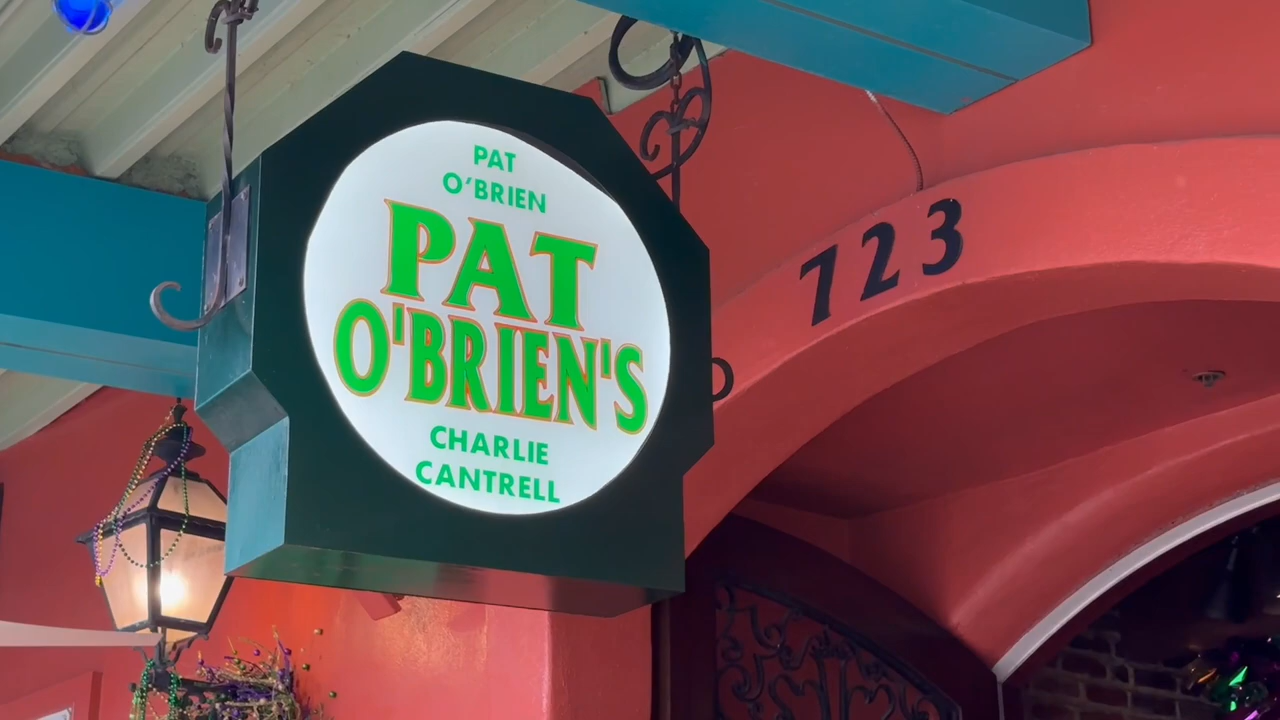 PAT
O'BRIEN
PAT
O'BRIEN'S
CHARLIE
CANTRELL
723